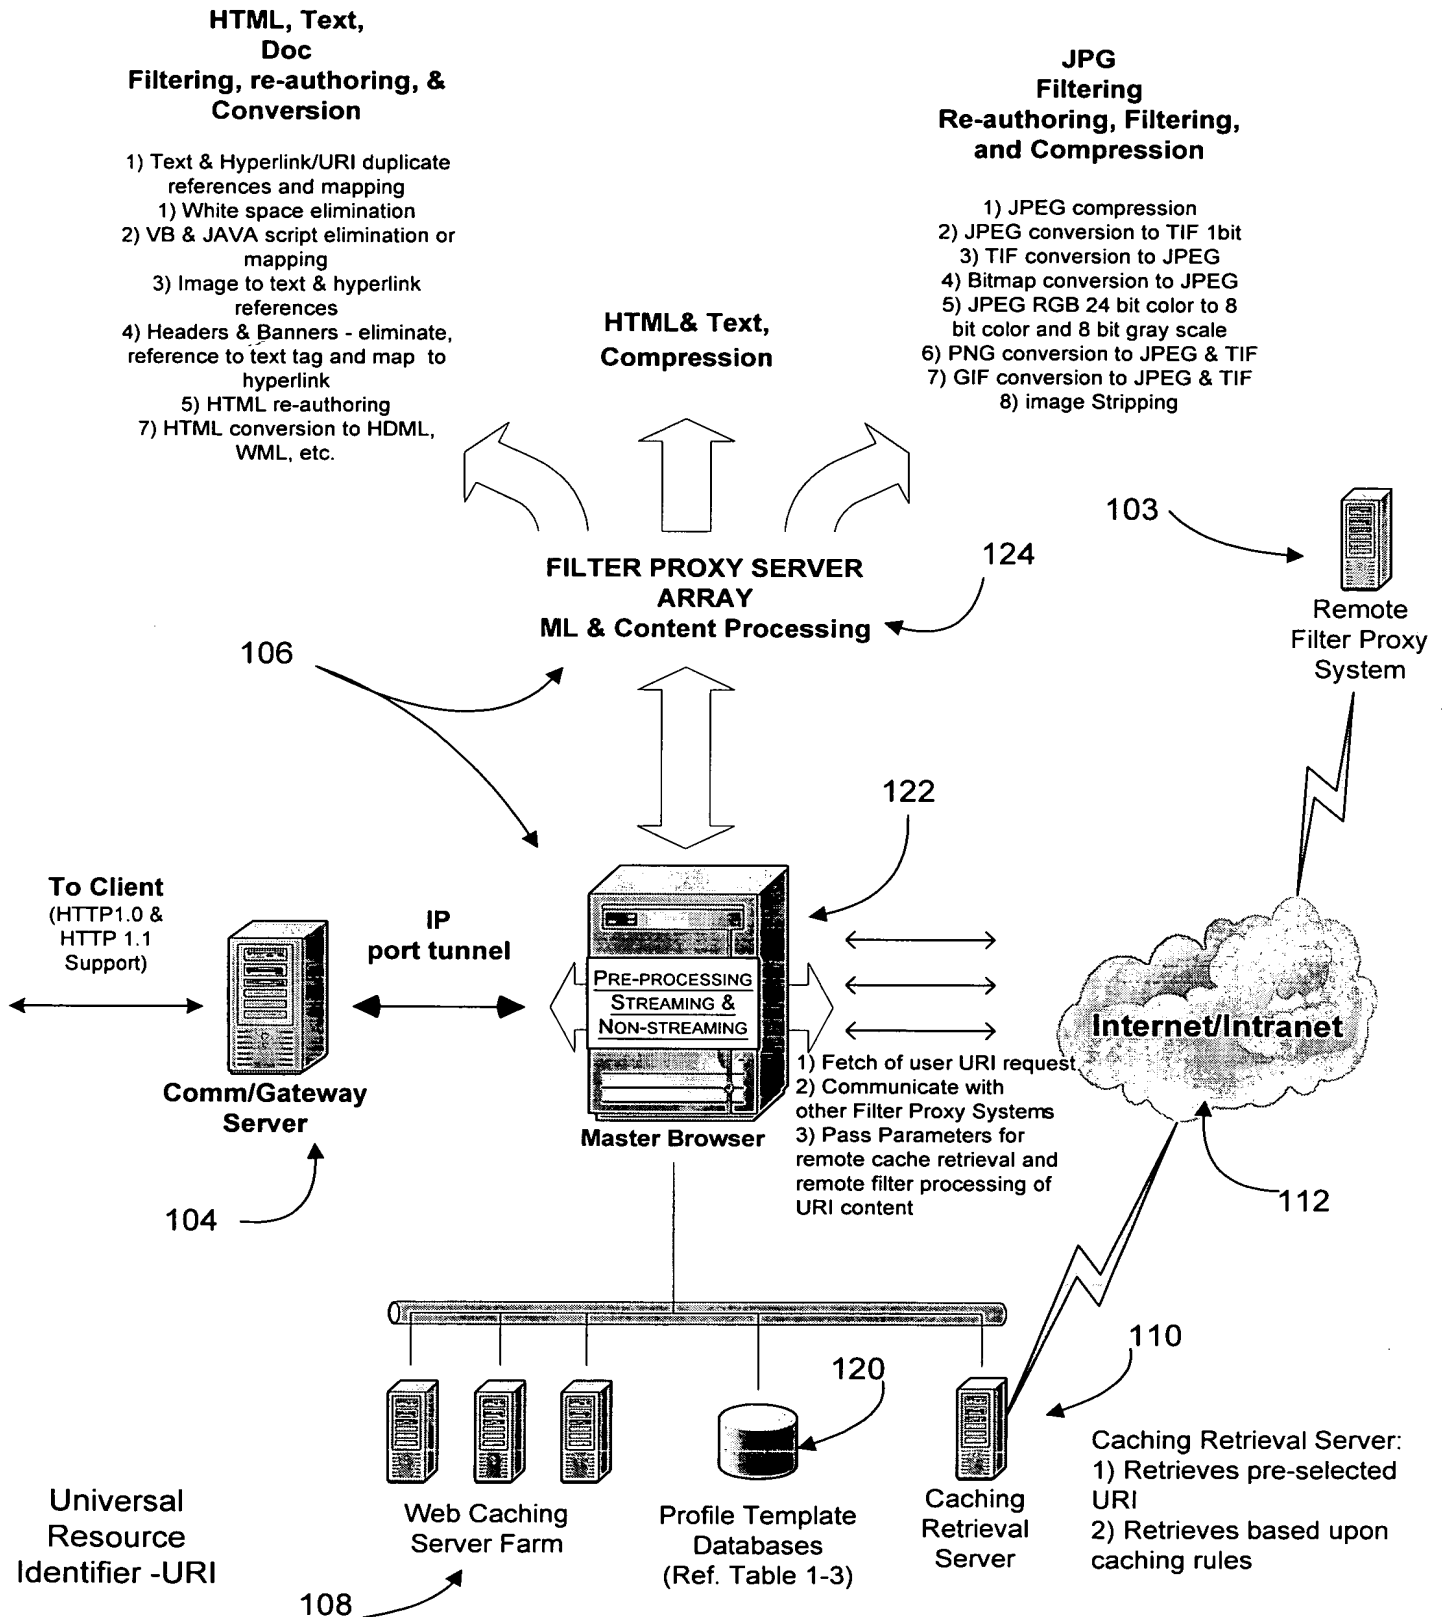 HTML, Text,
Doc
Filtering, re-authoring, &
Conversion
1) Text & Hyperlink/URI duplicate
references and mapping
1) White space elimination
2) VB & JAVA script elimination or
mapping
3) Image to text & hyperlink
references
4) Headers & Banners - eliminate,
reference to text tag and map to
hyperlink
5) HTML re-authoring
7) HTML conversion to HDML,
WML, etc.
HTML& Text,
Compression
JPG
Filtering
Re-authoring, Filtering,
and Compression
1) JPEG compression
2) JPEG conversion to TIF 1bit
3) TIF conversion to JPEG
4) Bitmap conversion to JPEG
5) JPEG RGB 24 bit color to 8
bit color and 8 bit gray scale
6) PNG conversion to JPEG & TIF
7) GIF conversion to JPEG & TIF
8) image Stripping
103
Remote
Filter Proxy
System
FILTER PROXY SERVER
ARRAY
ML & Content Processing
124
106
122
To Client
(HTTP1.0 &
HTTP 1.1
Support)
IP
port tunnel
Comm/Gateway
Server
104
PRE-PROCESSING
STREAMING &
NON-STREAMING
Master Browser
1) Fetch of user URI request
2) Communicate with
other Filter Proxy Systems
3) Pass Parameters for
remote cache retrieval and
remote filter processing of
URI content
Internet/Intranet
112
110
120
Web Caching
Server Farm
108
Profile Template
Databases
(Ref. Table 1-3)
Caching
Retrieval
Server
Caching Retrieval Server:
1) Retrieves pre-selected
URI
2) Retrieves based upon
caching rules
Universal
Resource
Identifier -URI